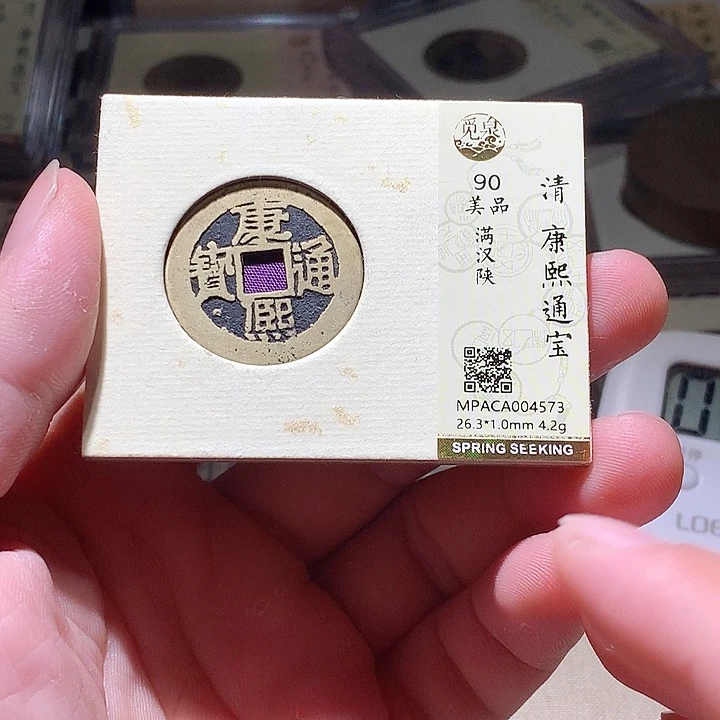 康
寶 通
熙
觅泉
90
美品
满汉陕
清 康熙通宝
MPACA004573
26.3*1.0mm 4.2g
SPRING SEEKING